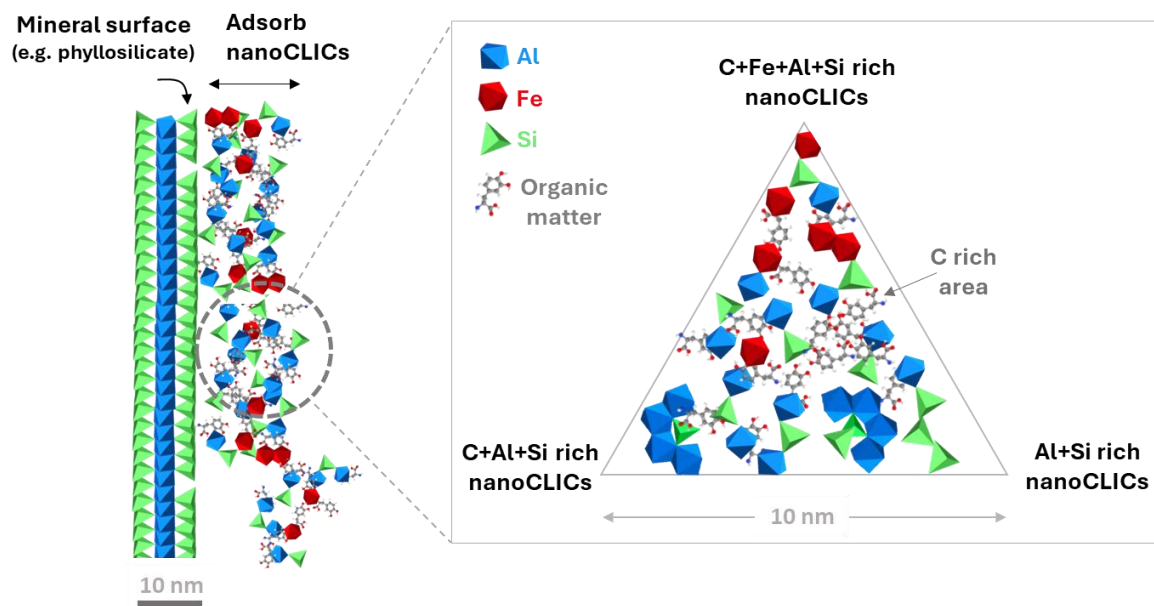 Mineral surface
(e.g. phyllosilicate)
Adsorb
nanoCLICs
10 nm
Al
Fe
Si
Organic
matter
C+Fe+Al+Si rich
nanoCLICs
C rich
area
C+Al+Si rich
nanoCLICs
Al+Si rich
nanoCLICs
10 nm